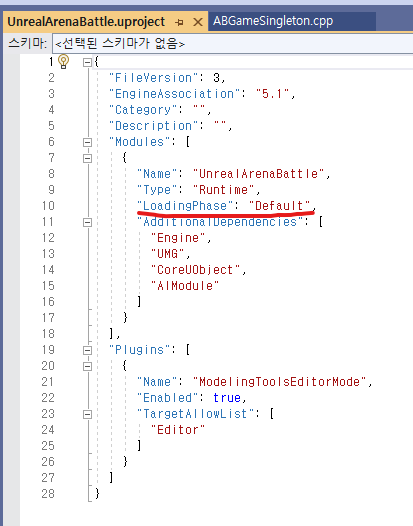 UnrealArenaBattle.uproject ABGameSingleton.cpp
스키마: <선택된 스키마가 없음>
1 {
2 "FileVersion": 3,
3 "EngineAssociation": "5.1",
4 "Category": "",
5 "Description": "",
6 "Modules": [
7 {
8 "Name": "UnrealArenaBattle",
9 "Type": "Runtime",
10 "LoadingPhase": "Default",
11 "AdditionalDependencies": [
12 "Engine",
13 "UMG",
14 "CoreUObject",
15 "AIModule"
16 ]
17 }
18 ],
19 "Plugins": [
20 {
21 "Name": "ModelingToolsEditorMode",
22 "Enabled": true,
23 "TargetAllowList": [
24 "Editor"
25 ]
26 }
27 ]
28 }